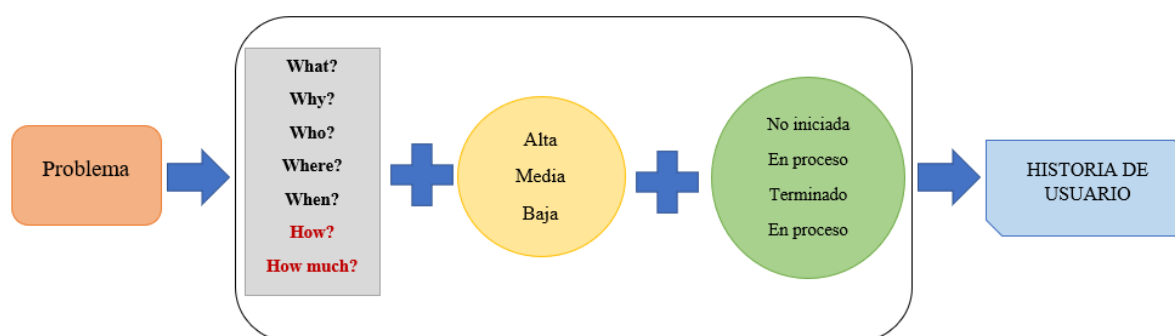 Problema
What?
Why?
Who?
Where?
When?
How?
How much?
Alta
Media
Baja
No iniciada
En proceso
Terminado
En proceso
HISTORIA DE
USUARIO